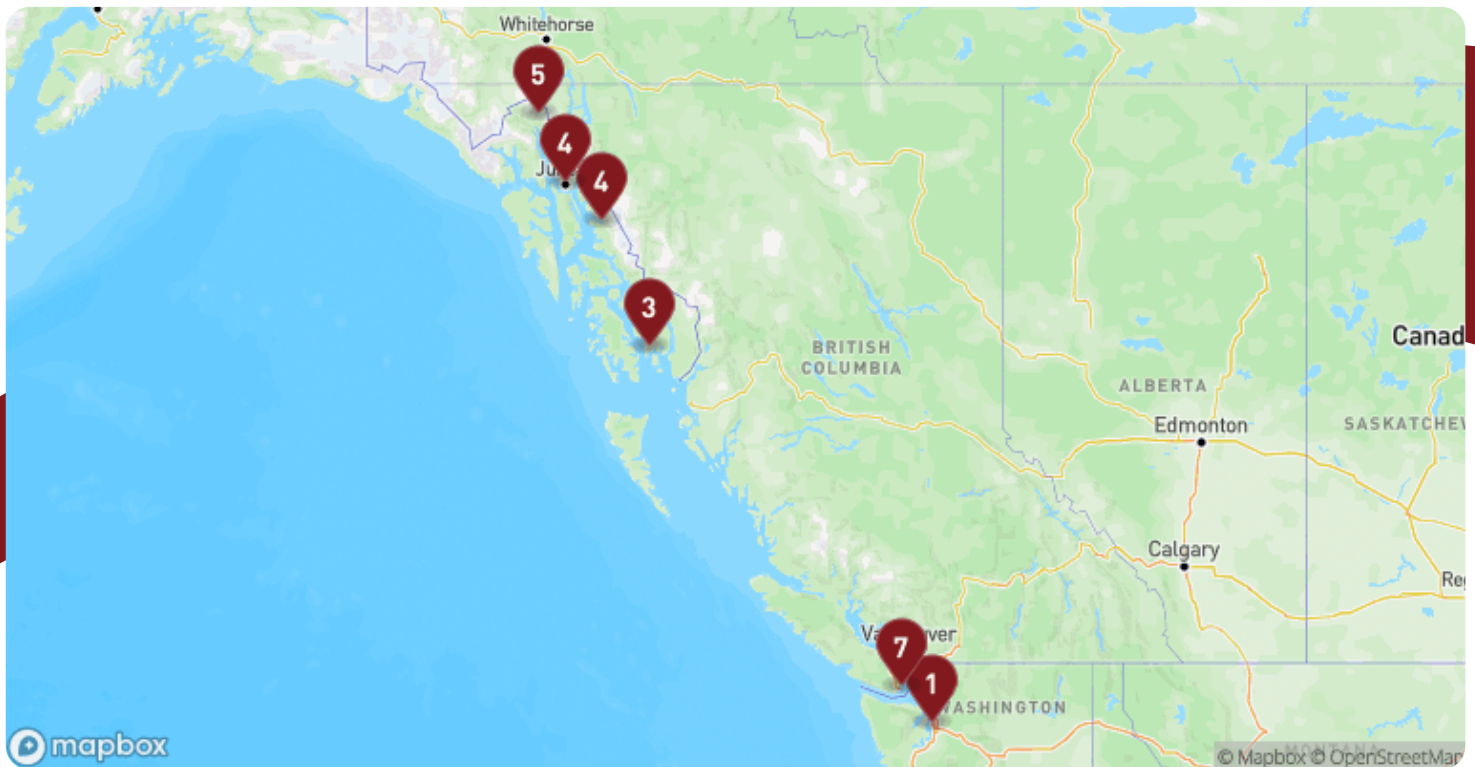 Whitehorse
5
4
4
3
BRITISH
COLUMBIA
ALBERTA
Canad
Edmonton
SASKATCHEW
Calgary
Reg
7
1
WASHINGTON
mapbox
© Mapbox © OpenStreetMap